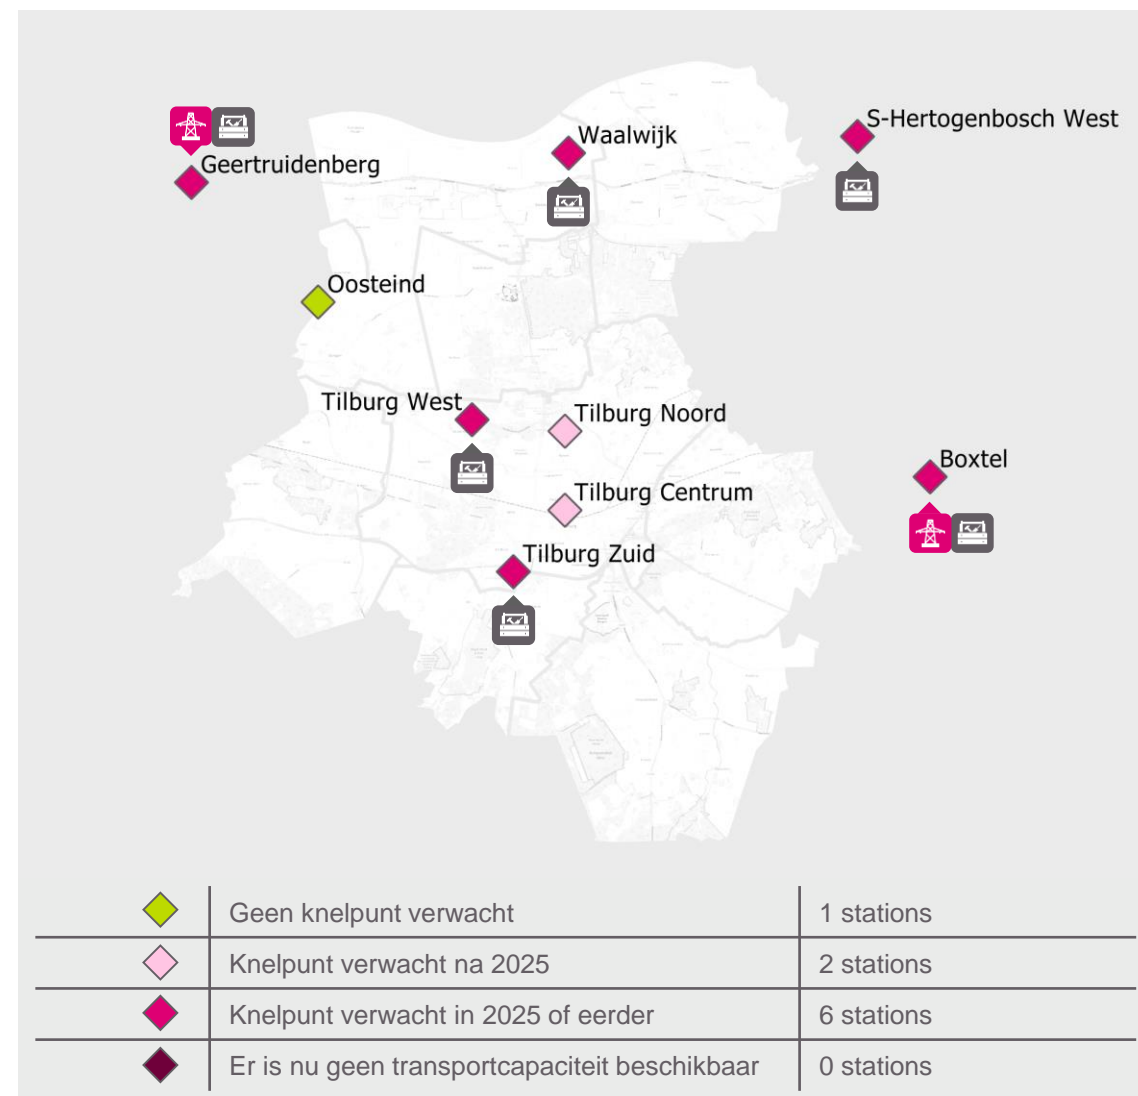 S-Hertogenbosch West
Waalwijk
Geertruidenberg
Oosteind
Tilburg West
Tilburg Noord
Boxtel
Tilburg Centrum
Tilburg Zuid
Geen knelpunt verwacht 1 stations
Knelpunt verwacht na 2025 2 stations
Knelpunt verwacht in 2025 of eerder 6 stations
Er is nu geen transportcapaciteit beschikbaar 0 stations